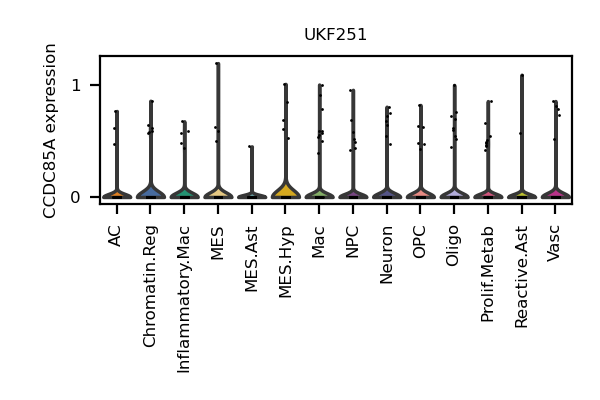 UKF251
CCDC85A expression
1
0
AC
Chromatin.Reg
Inflammatory.Mac
MES
MES.Ast
MES.Hyp
Mac
NPC
Neuron
OPC
Oligo
Prolif.Metab
Reactive.Ast
Vasc